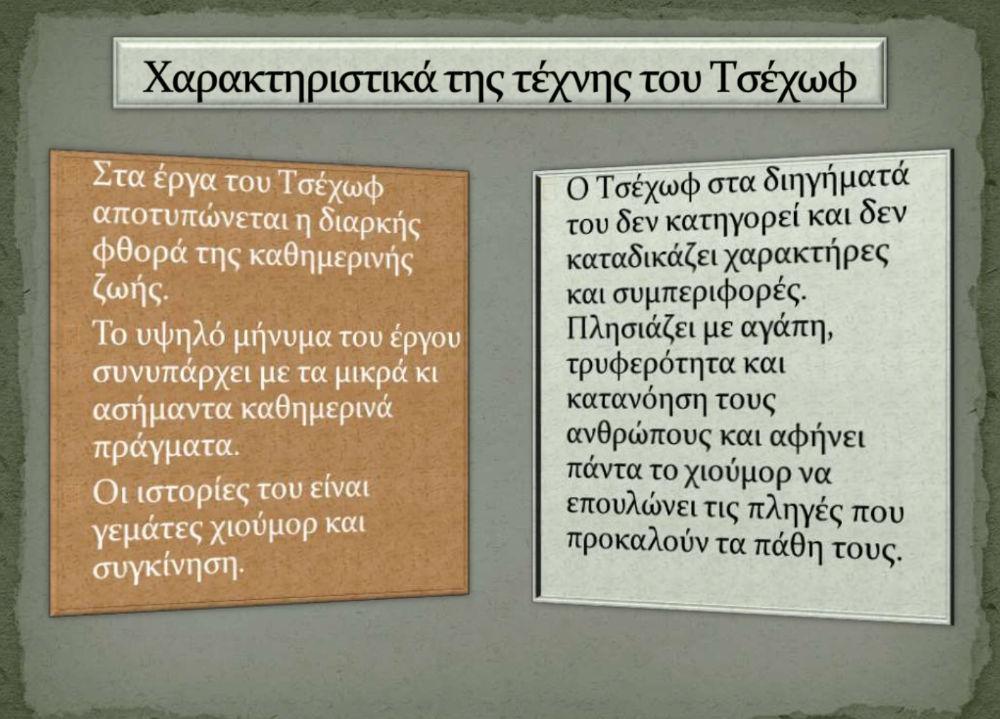 Χαρακτηριστικά της τέχνης του Τσέχωφ
Στα έργα του Τσέχωφ
αποτυπώνεται η διαρκής
φθορά της καθημερινής
ζωής.
Το υψηλό μήνυμα του έργου
συνυπάρχει με τα μικρά κι
ασήμαντα καθημερινά
πράγματα.
Οι ιστορίες του είναι
γεμάτες χιούμορ και
συγκίνηση.
Ο Τσέχωφ στα διηγήματά
του δεν κατηγορεί και δεν
καταδικάζει χαρακτήρες
και συμπεριφορές.
Πλησιάζει με αγάπη,
τρυφερότητα και
κατανόηση τους
ανθρώπους και αφήνει
πάντα το χιούμορ να
επουλώνει τις πληγές που
προκαλούν τα πάθη τους.